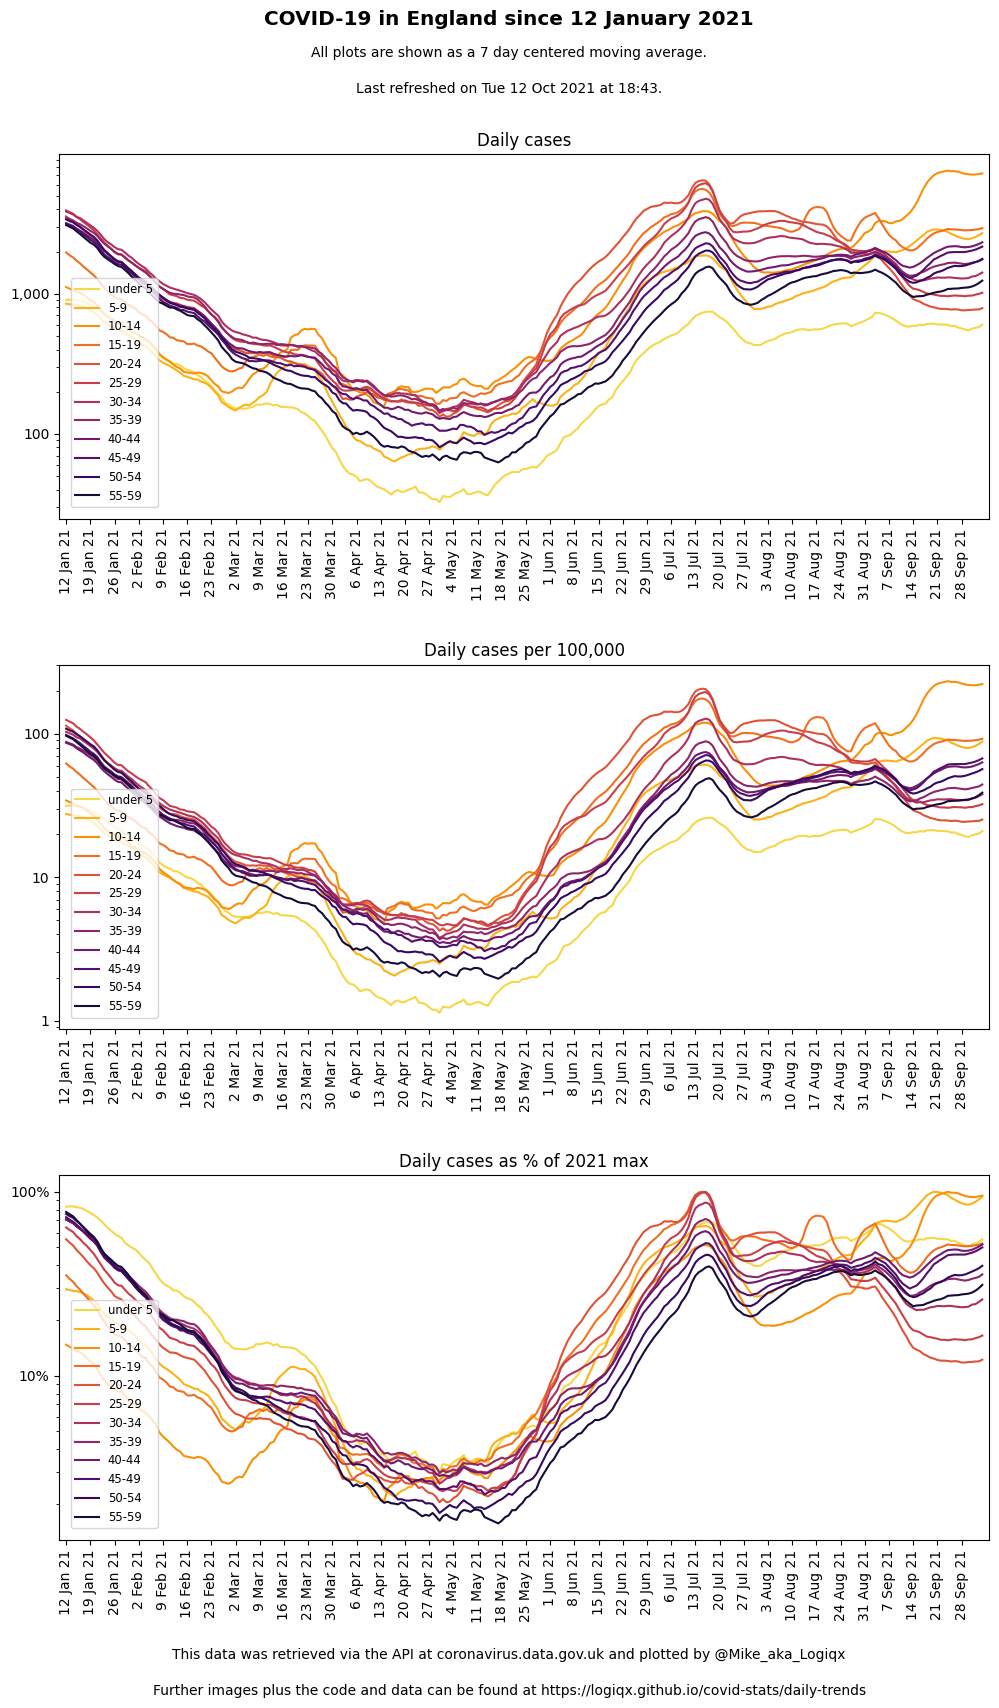 COVID-19 in England since 12 January 2021
All plots are shown as a 7 day centered moving average.
Last refreshed on Tue 12 Oct 2021 at 18:43.
Daily cases
1,000
100
under 5
5-9
10-14
15-19
20-24
25-29
30-34
35-39
40-44
45-49
50-54
55-59
12 Jan 21
19 Jan 21
26 Jan 21
2 Feb 21
9 Feb 21
16 Feb 21
23 Feb 21
2 Mar 21
9 Mar 21
16 Mar 21
23 Mar 21
30 Mar 21
6 Apr 21
13 Apr 21
20 Apr 21
27 Apr 21
4 May 21
11 May 21
18 May 21
25 May 21
1 Jun 21
8 Jun 21
15 Jun 21
22 Jun 21
29 Jun 21
6 Jul 21
13 Jul 21
20 Jul 21
27 Jul 21
3 Aug 21
10 Aug 21
17 Aug 21
24 Aug 21
31 Aug 21
7 Sep 21
14 Sep 21
21 Sep 21
28 Sep 21
Daily cases per 100,000
100
10
1
under 5
5-9
10-14
15-19
20-24
25-29
30-34
35-39
40-44
45-49
50-54
55-59
12 Jan 21
19 Jan 21
26 Jan 21
2 Feb 21
9 Feb 21
16 Feb 21
23 Feb 21
2 Mar 21
9 Mar 21
16 Mar 21
23 Mar 21
30 Mar 21
6 Apr 21
13 Apr 21
20 Apr 21
27 Apr 21
4 May 21
11 May 21
18 May 21
25 May 21
1 Jun 21
8 Jun 21
15 Jun 21
22 Jun 21
29 Jun 21
6 Jul 21
13 Jul 21
20 Jul 21
27 Jul 21
3 Aug 21
10 Aug 21
17 Aug 21
24 Aug 21
31 Aug 21
7 Sep 21
14 Sep 21
21 Sep 21
28 Sep 21
Daily cases as % of 2021 max
100%
10%
under 5
5-9
10-14
15-19
20-24
25-29
30-34
35-39
40-44
45-49
50-54
55-59
12 Jan 21
19 Jan 21
26 Jan 21
2 Feb 21
9 Feb 21
16 Feb 21
23 Feb 21
2 Mar 21
9 Mar 21
16 Mar 21
23 Mar 21
30 Mar 21
6 Apr 21
13 Apr 21
20 Apr 21
27 Apr 21
4 May 21
11 May 21
18 May 21
25 May 21
1 Jun 21
8 Jun 21
15 Jun 21
22 Jun 21
29 Jun 21
6 Jul 21
13 Jul 21
20 Jul 21
27 Jul 21
3 Aug 21
10 Aug 21
17 Aug 21
24 Aug 21
31 Aug 21
7 Sep 21
14 Sep 21
21 Sep 21
28 Sep 21
This data was retrieved via the API at coronavirus.data.gov.uk and plotted by @Mike_aka_Logiqx
Further images plus the code and data can be found at https://logiqx.github.io/covid-stats/daily-trends